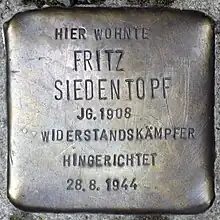 HIER WOHNTE
FRITZ
SIEDENTOPF
JG. 1908
WIDERSTANDSKÄMPFER
HINGERICHTET
28. 8. 1944